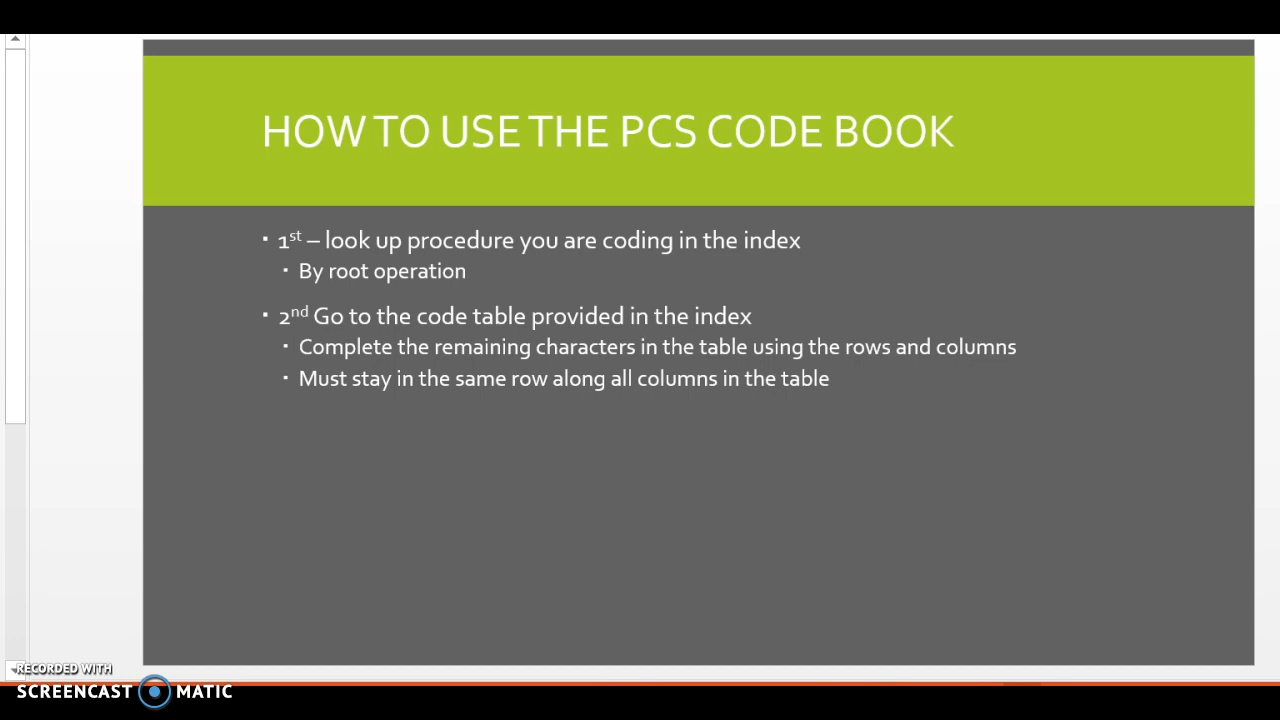 HOW TO USE THE PCS CODE BOOK
▪ 1st – look up procedure you are coding in the index
▪ By root operation
▪ 2nd Go to the code table provided in the index
▪ Complete the remaining characters in the table using the rows and columns
▪ Must stay in the same row along all columns in the table
RECORDED WITH
SCREENCAST MATIC